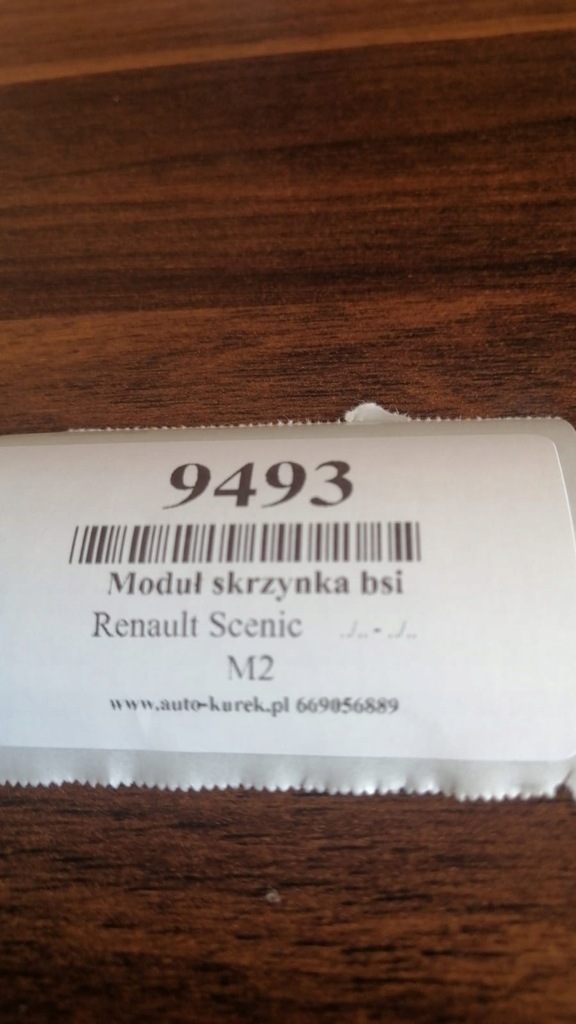 9493
Moduł skrzynka bsi
Renault Scenic ../.. - ../..
M2
www.auto-kurek.pl 669056889